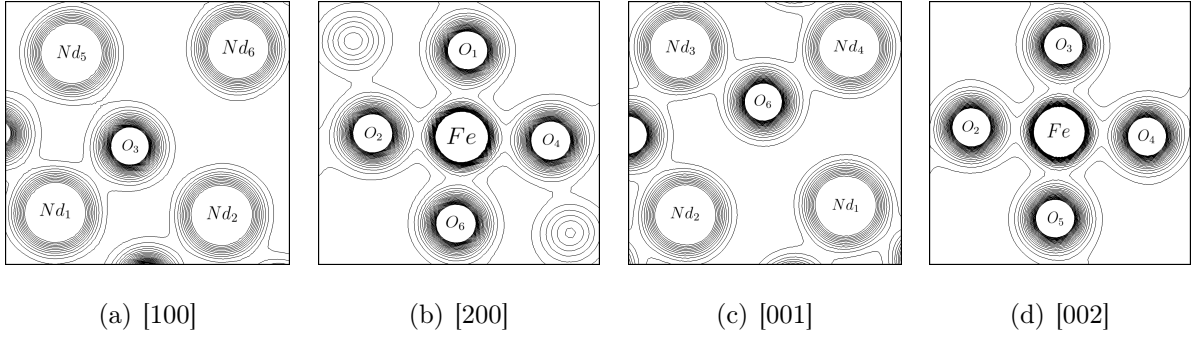 Nd₅ Nd₆
O₃
Nd₁ Nd₂
(a) [100]
O₁
O₂ Fe O₄
O₆
(b) [200]
Nd₃ Nd₄
O₆
Nd₂ Nd₁
(c) [001]
O₃
O₂ Fe O₄
O₅
(d) [002]